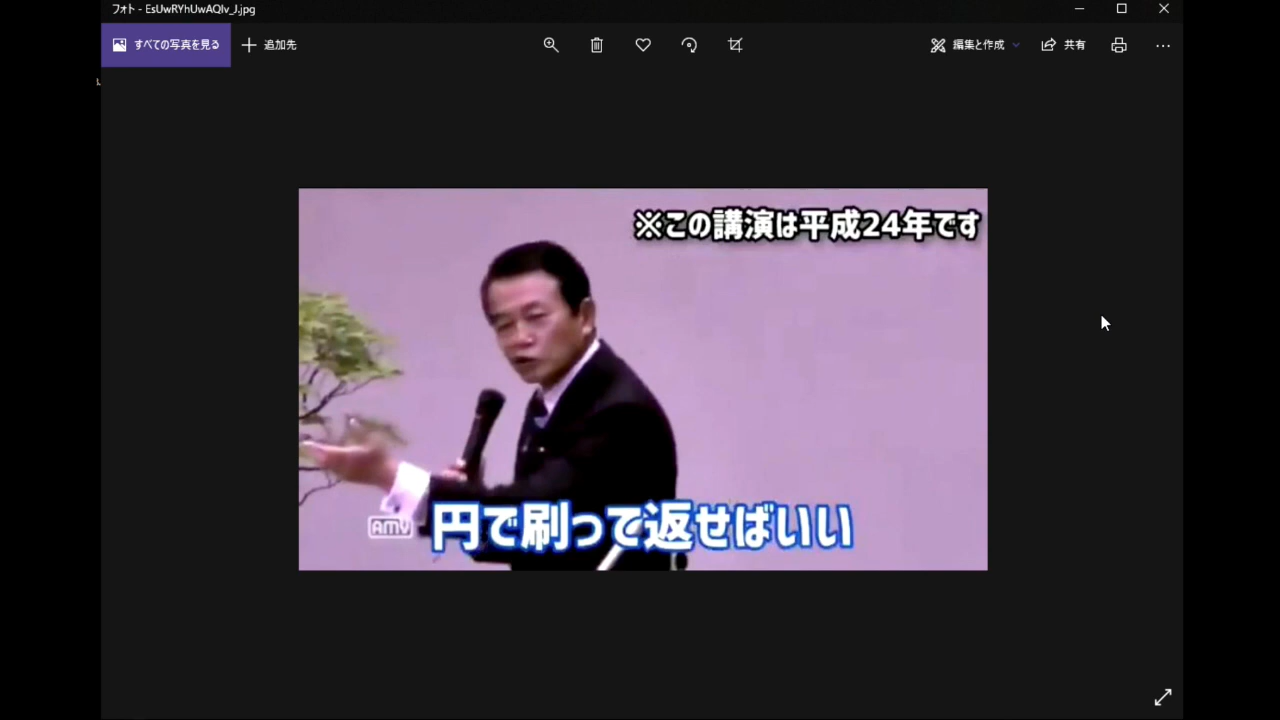 フォト - EsUwRYhUwAQIv_J.jpg
すべての写真を見る
追加先
編集と作成
共有
※この講演は平成24年です
AMV
円で刷って返せばいい